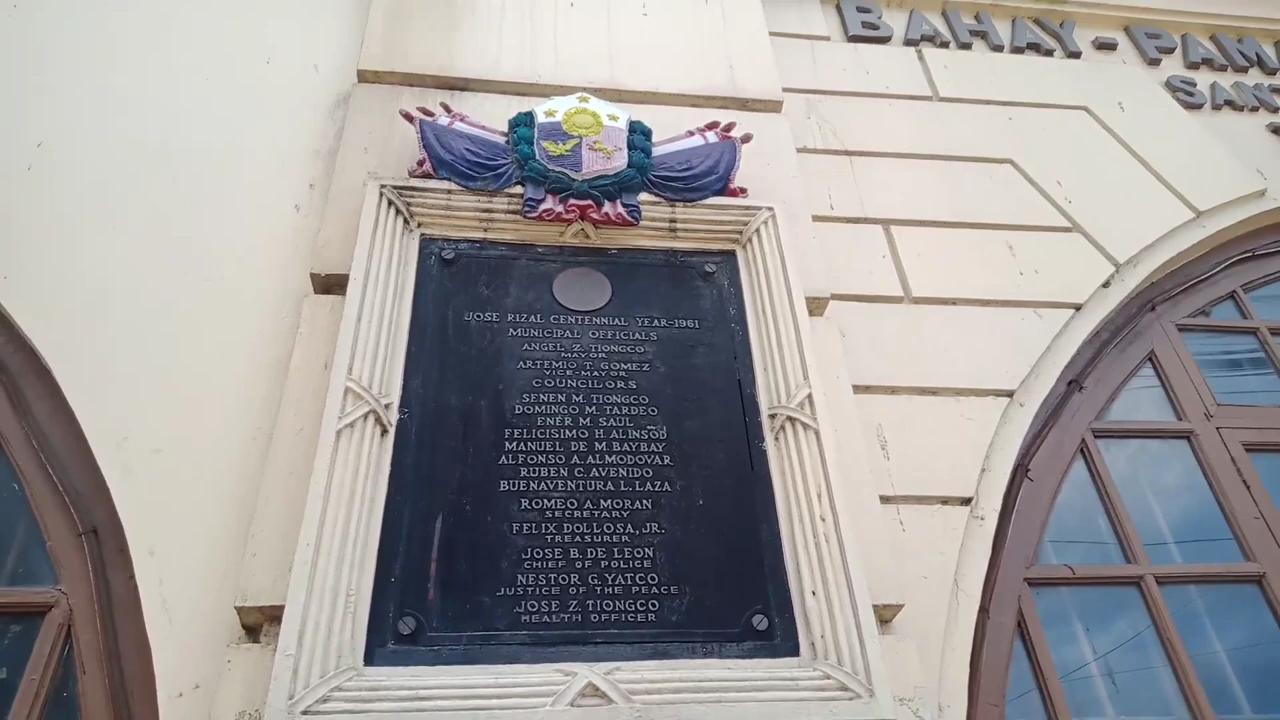 BAHAY-PAMA
SANT
JOSE RIZAL CENTENNIAL YEAR-1961
MUNICIPAL OFFICIALS
ANGEL Z. TIONGCO
MAYOR
ARTEMIO T. GOMEZ
VICE-MAYOR
COUNCILORS
SENEN M. TIONGCO
DOMINGO M. TARDEO
ENER M. SAUL
FELICISIMO H. ALINSOD
MANUEL DE M. BAYBAY
ALFONSO A. ALMODOVAR
RUBEN C. AVENIDO
BUENAVENTURA L. LAZA
ROMEO A. MORAN
SECRETARY
FELIX DOLLOSA, JR.
TREASURER
JOSE B. DE LEON
CHIEF OF POLICE
NESTOR G. YATCO
JUSTICE OF THE PEACE
JOSE Z. TIONGCO
HEALTH OFFICER